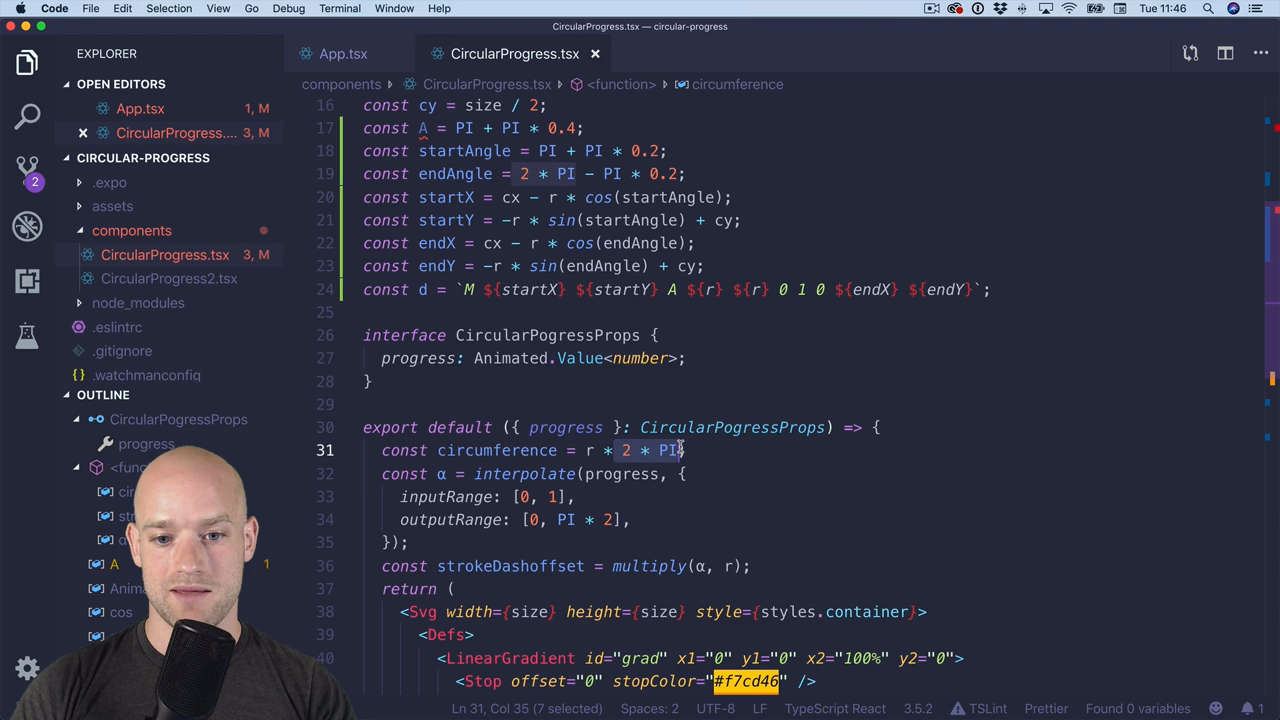 Code File Edit Selection View Go Debug Terminal Window Help Tue 11:46
CircularProgress.tsx — circular-progress
EXPLORER
App.tsx CircularProgress.tsx
OPEN EDITORS
App.tsx 1, M
CircularProgress.... 3, M
CIRCULAR-PROGRESS
.expo
assets
components
CircularProgress.tsx 3, M
CircularProgress2.tsx
node_modules
.eslintrc
.gitignore
.watchmanconfig
OUTLINE
CircularPogressProps
progress
<func
cir
str
α
A 1
Anima
cos
2
components CircularProgress.tsx <function> circumference
16 const cy = size / 2;
17 const A = PI + PI * 0.4;
18 const startAngle = PI + PI * 0.2;
19 const endAngle = 2 * PI - PI * 0.2;
20 const startX = cx - r * cos(startAngle);
21 const startY = -r * sin(startAngle) + cy;
22 const endX = cx - r * cos(endAngle);
23 const endY = -r * sin(endAngle) + cy;
24 const d = `M ${startX} ${startY} A ${r} ${r} 0 1 0 ${endX} ${endY}`;
25
26 interface CircularPogressProps {
27 progress: Animated.Value<number>;
28 }
29
30 export default ({ progress }: CircularPogressProps) => {
31 const circumference = r * 2 * PI;
32 const α = interpolate(progress, {
33 inputRange: [0, 1],
34 outputRange: [0, PI * 2],
35 });
36 const strokeDashoffset = multiply(α, r);
37 return (
38 <Svg width={size} height={size} style={styles.container}>
39 <Defs>
40 <LinearGradient id="grad" x1="0" y1="0" x2="100%" y2="0">
<Stop offset="0" stopColor="#f7cd46" />
Ln 31, Col 35 (7 selected) Spaces: 2 UTF-8 LF TypeScript React 3.5.2 TSLint Prettier Found 0 variables 1